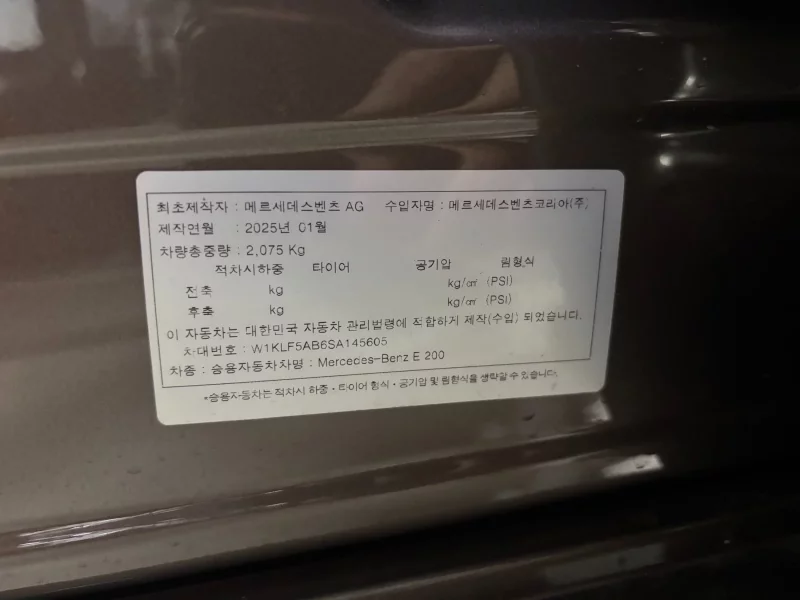 최초제작자 : 메르세데스벤츠 AG 수입자명 : 메르세데스벤츠코리아(주)
제작연월 : 2025년 01월
차량총중량 : 2,075 Kg
적차시하중 타이어 공기압 림형식
전축 kg kg/㎠ (PSI)
후축 kg kg/㎠ (PSI)
이 자동차는 대한민국 자동차 관리법령에 적합하게 제작(수입) 되었습니다.
차대번호 : W1KLF5AB6SA145605
차종 : 승용자동차차명 : Mercedes-Benz E 200
*승용자동차는 적차시 하중 · 타이어 형식 · 공기압 및 림형식을 생략할 수 있습니다.